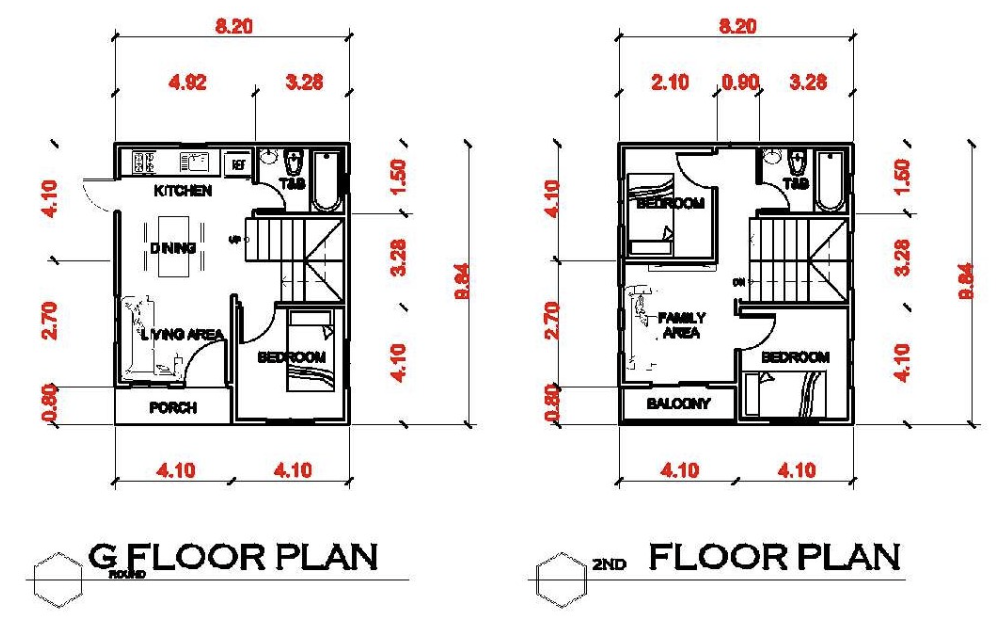 8.20
4.92
3.28
KITCHEN
REF
T&B
DINING
UP
LIVING AREA
BEDROOM
PORCH
4.10
2.70
0.80
1.50
3.28
4.10
9.84
4.10
4.10
G FLOOR PLAN
ROUND
8.20
2.10
0.90
3.28
BEDROOM
T&B
DN
FAMILY
AREA
BEDROOM
BALCONY
4.10
2.70
0.80
1.50
3.28
4.10
9.84
4.10
4.10
2ND FLOOR PLAN